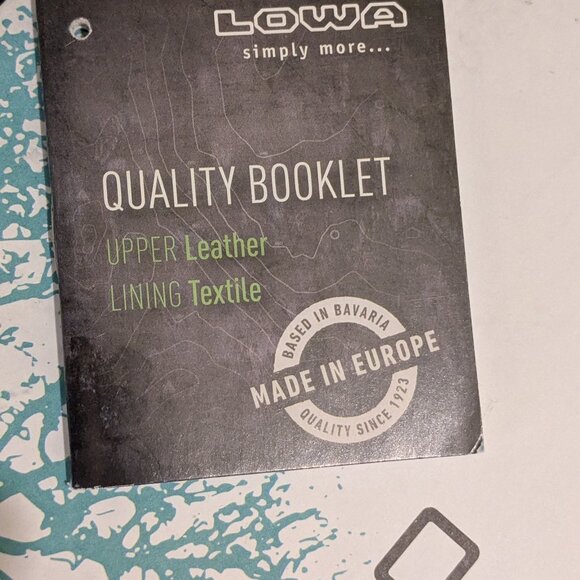 LOWA
simply more...
QUALITY BOOKLET
UPPER Leather
LINING Textile
BASED IN BAVARIA
MADE IN EUROPE
QUALITY SINCE 1923